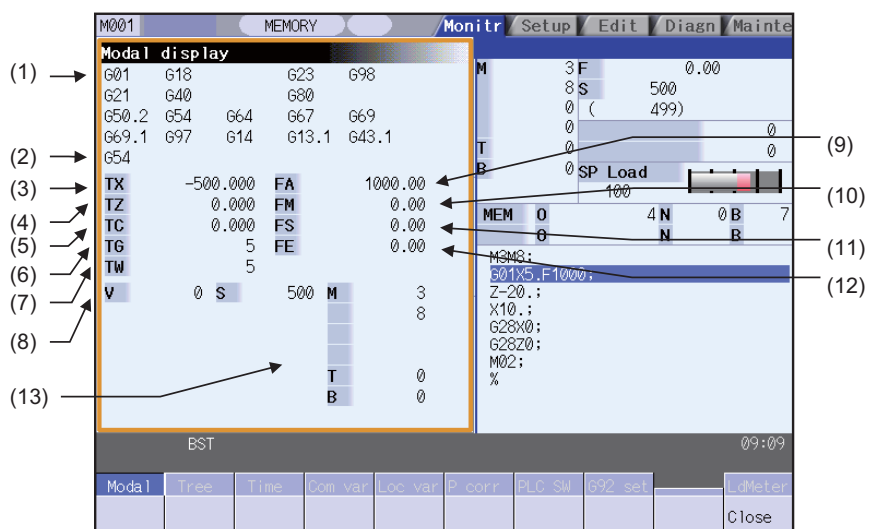 M001 MEMORY Monitr Setup Edit Diagn Mainte
Modal display
(1) G01 G18 G23 G98
G21 G40 G80
G50.2 G54 G64 G67 G69
G69.1 G97 G14 G13.1 G43.1
(2) G54
(3) TX -500.000 FA 1000.00 (9)
(4) TZ 0.000 FM 0.00 (10)
(5) TC 0.000 FS 0.00 (11)
(6) TG 5 FE 0.00 (12)
(7) TW 5
(8) V 0 S 500 M 3
8
(13)
T 0
B 0
M 3 F 0.00
8 S 500
0 ( 499)
0 0
T 0 0
B 0 SP Load
100
MEM O 4 N 0 B 7
O N B
M3M8;
G01X5.F1000;
Z-20.;
X10.;
G28X0;
G28Z0;
M02;
%
BST 09:09
Modal Tree Time Com var Loc var P corr PLC SW G92 set LdMeter
Close